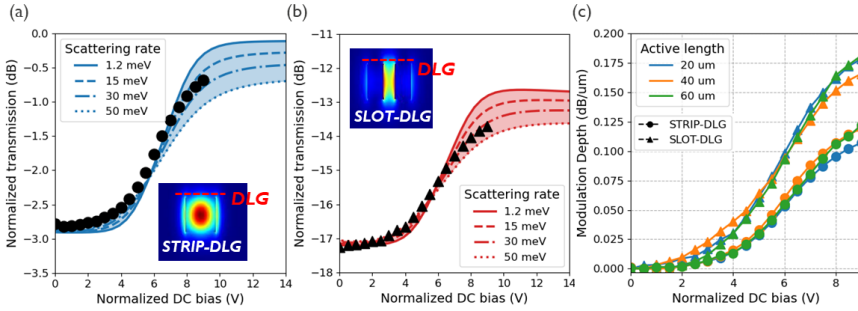 (a)
0.0
-0.5
-1.0
-1.5
-2.0
-2.5
-3.0
-3.5
Normalized transmission (dB)
Scattering rate
1.2 meV
15 meV
30 meV
50 meV
DLG
STRIP-DLG
0 2 4 6 8 10 12 14
Normalized DC bias (V)
(b)
-11
-12
-13
-14
-15
-16
-17
-18
Normalized transmission (dB)
DLG
SLOT-DLG
Scattering rate
1.2 meV
15 meV
30 meV
50 meV
0 2 4 6 8 10 12 14
Normalized DC bias (V)
(c)
0.200
0.175
0.150
0.125
0.100
0.075
0.050
0.025
0.000
Modulation Depth (dB/um)
Active length
20 um
40 um
60 um
STRIP-DLG
SLOT-DLG
0 2 4 6 8
Normalized DC bias (V)